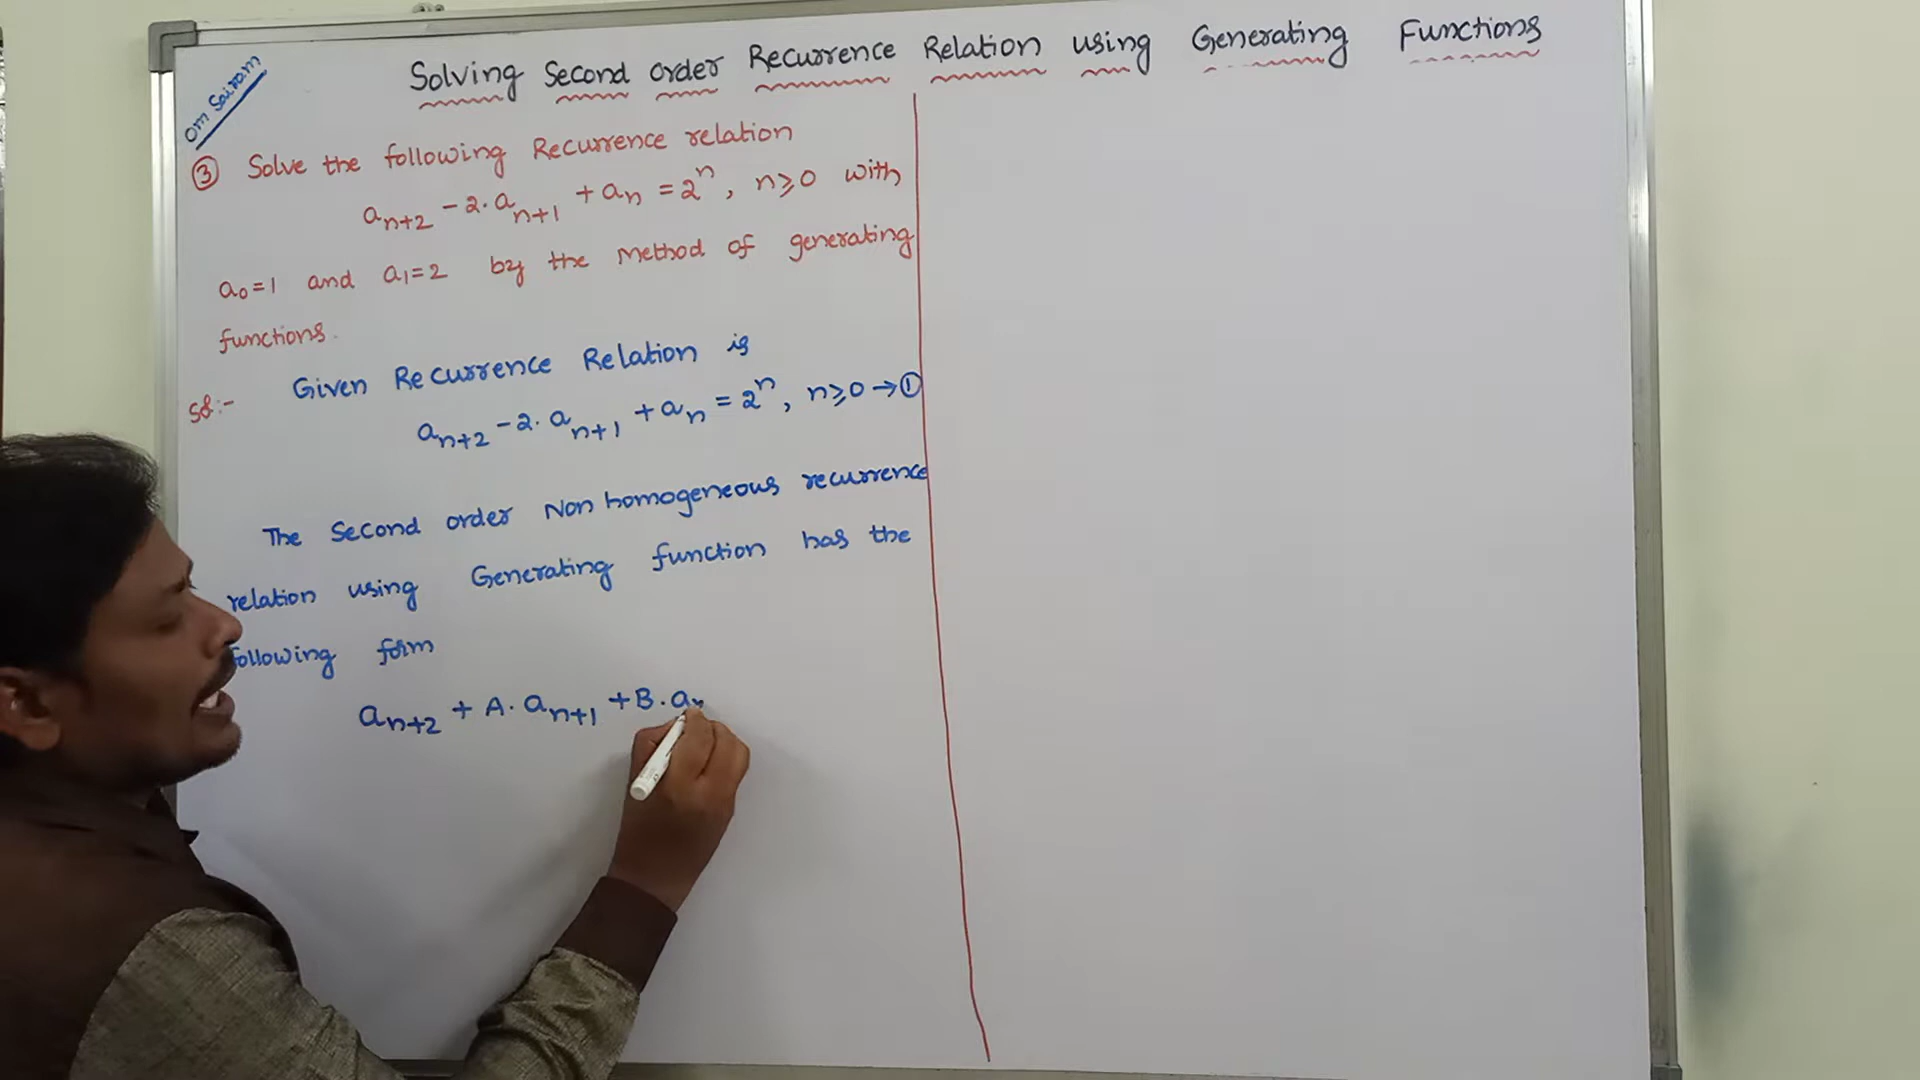 Om Sairam
Solving Second order Recurrence Relation using Generating Functions
③ Solve the following Recurrence relation
aₙ₊₂ - 2. aₙ₊₁ + aₙ = 2ⁿ, n≥0 with
a₀=1 and a₁=2 by the Method of generating
functions.
Sol:- Given Recurrence Relation is
aₙ₊₂ - 2. aₙ₊₁ + aₙ = 2ⁿ, n≥0 → ①
The Second order Non homogeneous recurrence
relation using Generating function has the
following form
aₙ₊₂ + A. aₙ₊₁ + B. aₙ